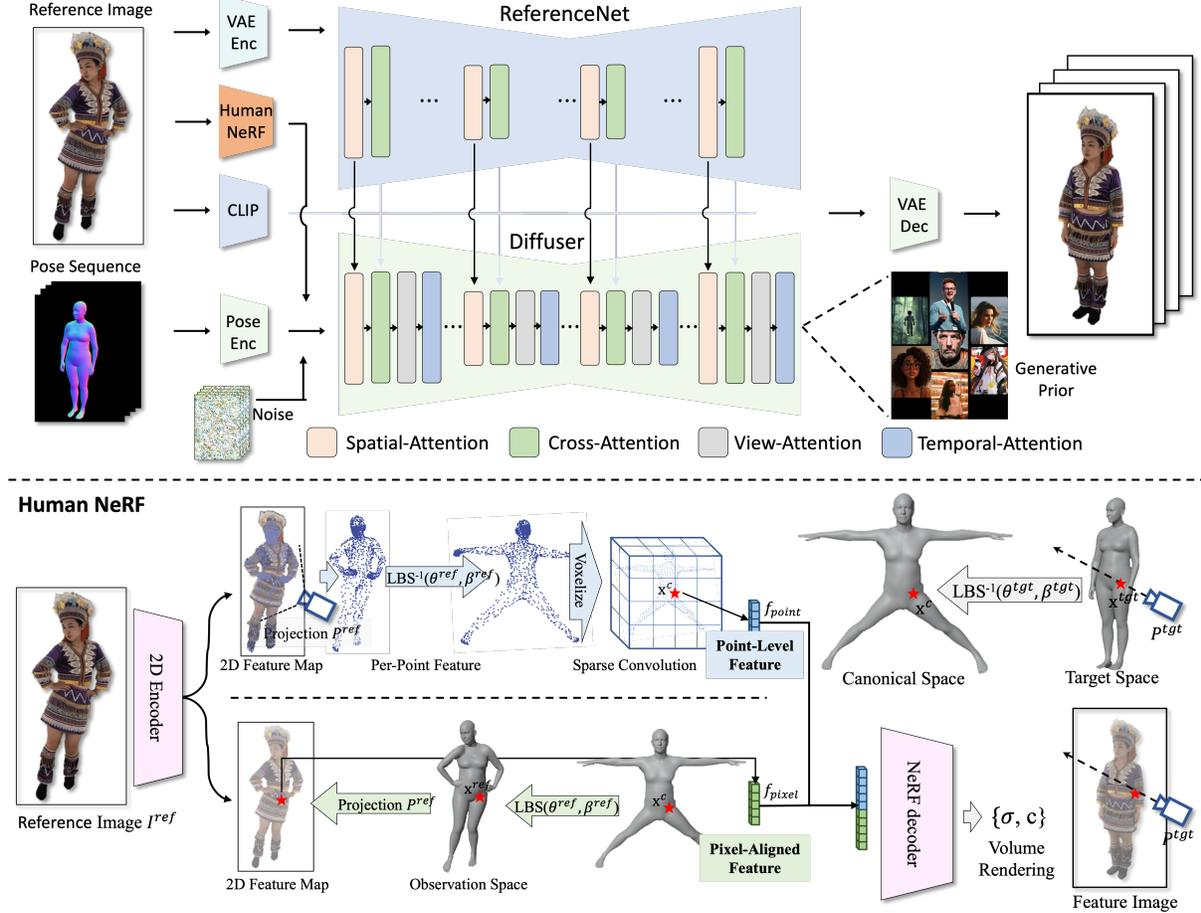 Reference Image
VAE
Enc
ReferenceNet
Human
NeRF
CLIP
Diffuser
VAE
Dec
Pose Sequence
Pose
Enc
Noise
Generative
Prior
Spatial-Attention
Cross-Attention
View-Attention
Temporal-Attention
Human NeRF
2D Encoder
Reference Image I^ref
Projection P^ref
2D Feature Map
LBS⁻¹(θ^ref, β^ref)
Per-Point Feature
Voxelize
x^c
Sparse Convolution
f_point
Point-Level
Feature
x^c
Canonical Space
LBS⁻¹(θ^tgt, β^tgt)
x^tgt
P^tgt
Target Space
2D Feature Map
Projection P^ref
x^ref
Observation Space
LBS(θ^ref, β^ref)
x^c
f_pixel
Pixel-Aligned
Feature
NeRF decoder
{σ, c}
Volume
Rendering
P^tgt
Feature Image